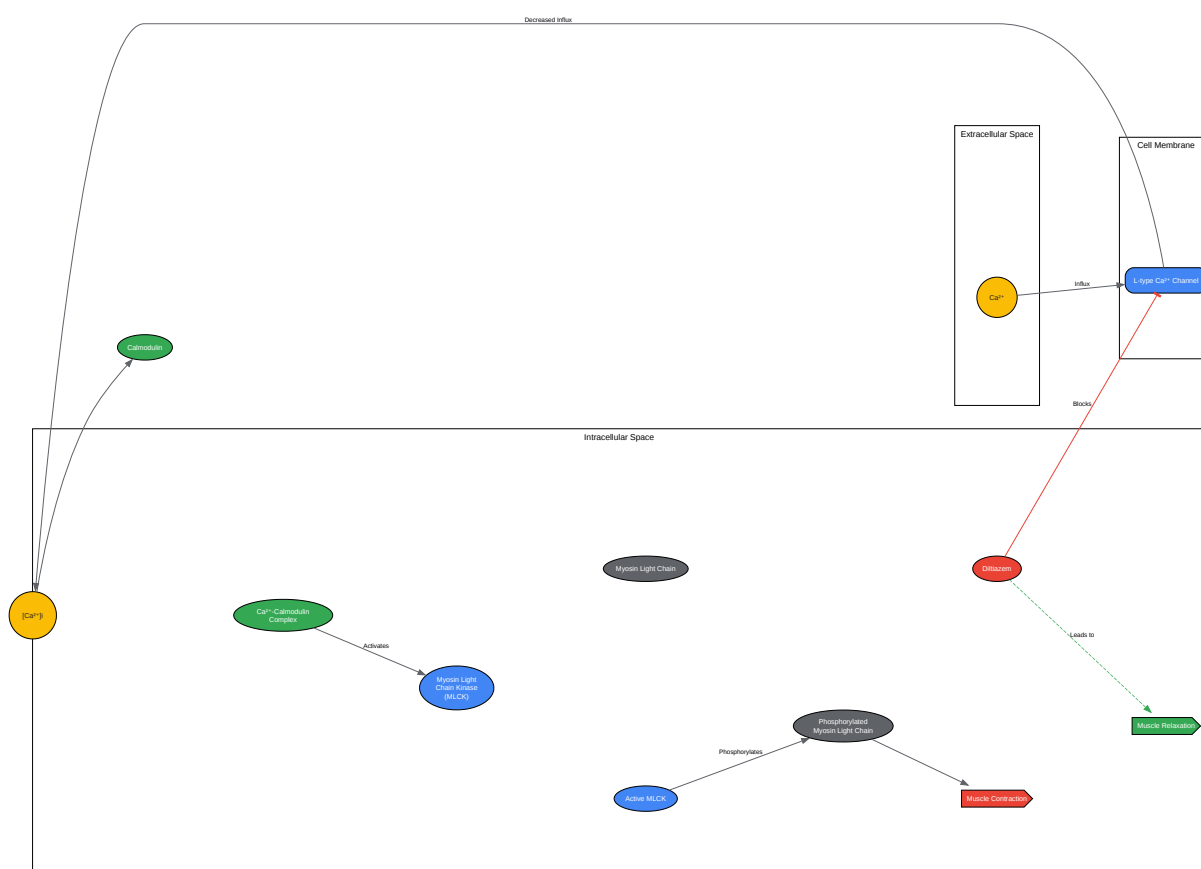 Decreased Influx
Extracellular Space
Cell Membrane
L-type Ca²⁺ Channel
Influx
Ca²⁺
Calmodulin
Blocks
Intracellular Space
Myosin Light Chain
Diltiazem
[Ca²⁺]i
Ca²⁺-Calmodulin
Complex
Activates
Leads to
Myosin Light
Chain Kinase
(MLCK)
Phosphorylated
Myosin Light Chain
Muscle Relaxation
Phosphorylates
Active MLCK
Muscle Contraction